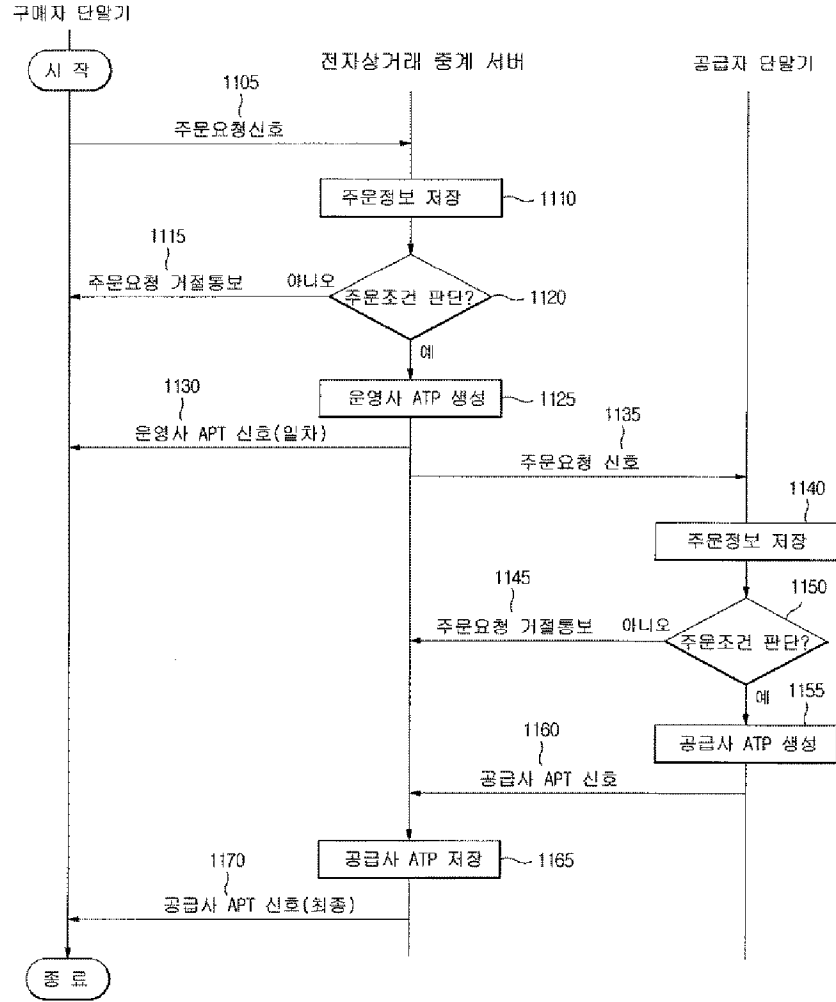 구매자 단말기
시 작
전자상거래 중계 서버
공급자 단말기
1105
주문요청신호
주문정보 저장
1110
1115
주문요청 거절통보
아니오
주문조건 판단?
1120
예
운영사 ATP 생성
1125
1130
운영사 APT 신호(일차)
1135
주문요청 신호
1140
주문정보 저장
1145
주문요청 거절통보
아니오
1150
주문조건 판단?
예
1155
공급사 ATP 생성
1160
공급사 APT 신호
공급사 ATP 저장
1165
1170
공급사 APT 신호(최종)
종 료